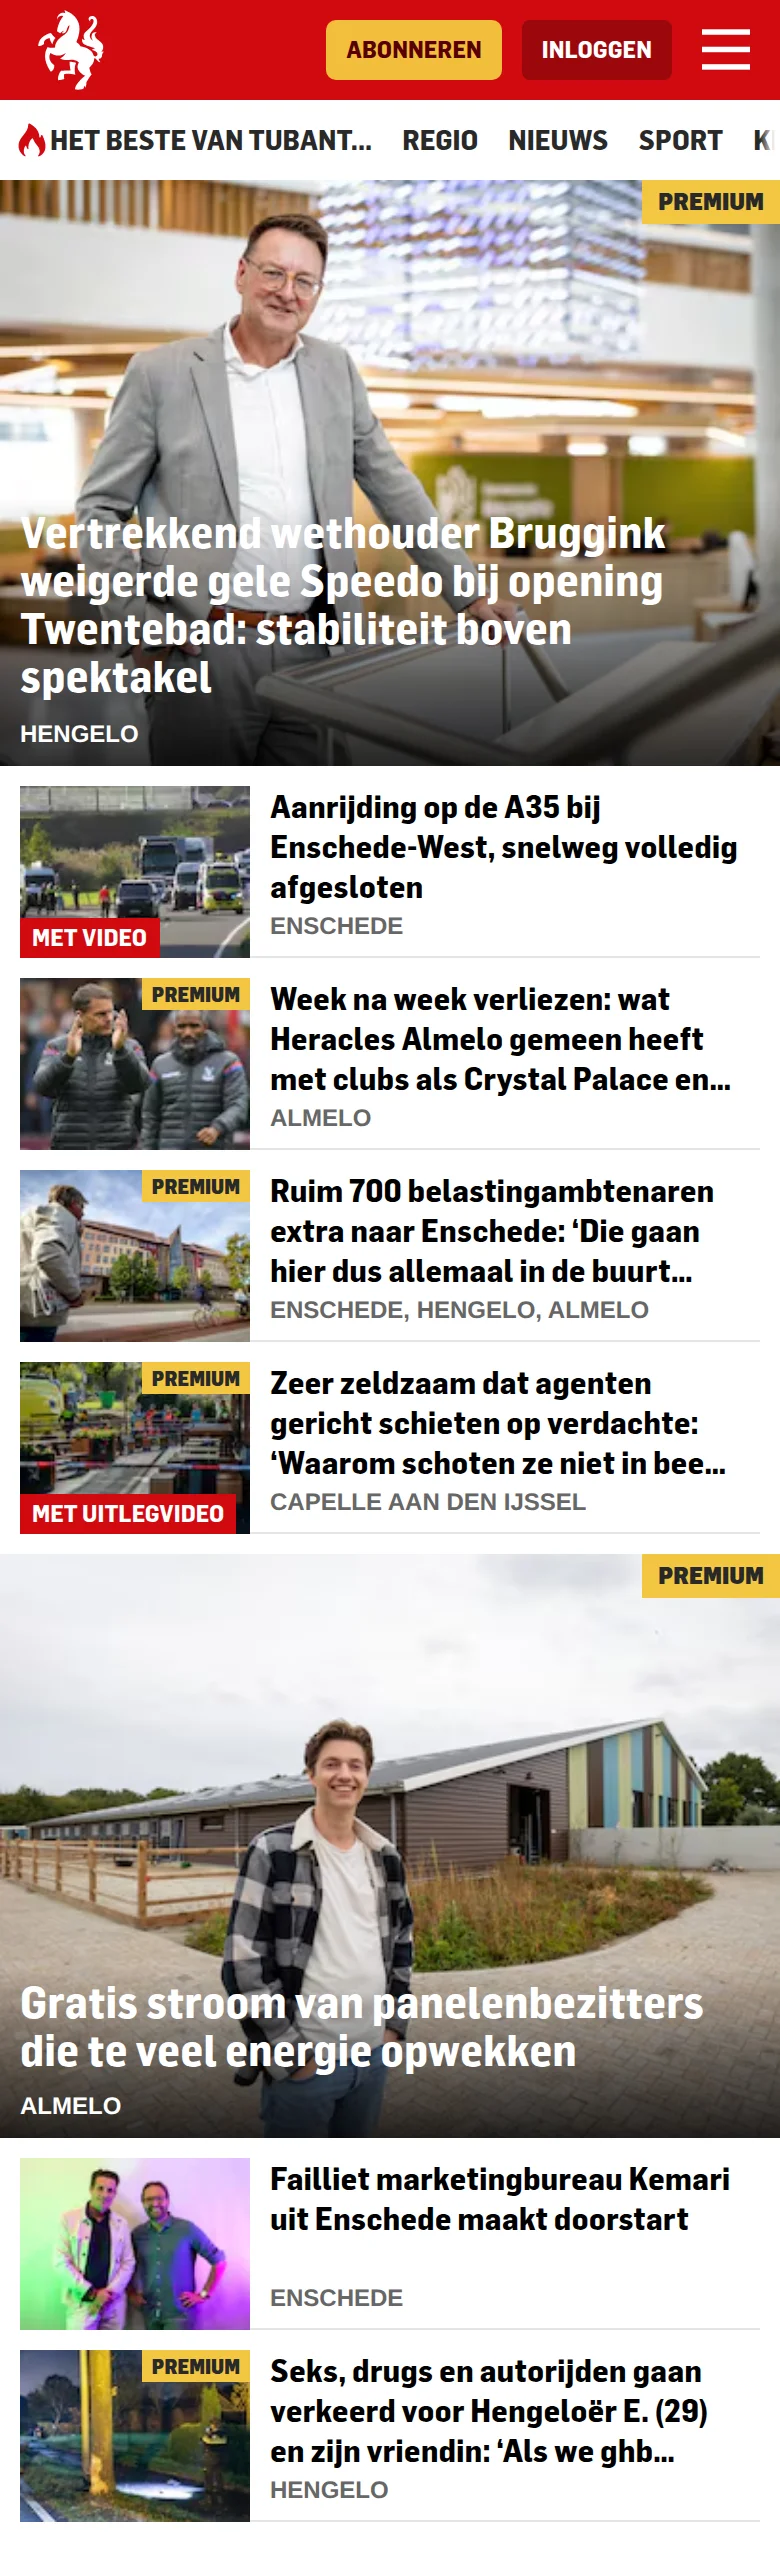 ABONNEREN
INLOGGEN
HET BESTE VAN TUBANT...
REGIO
NIEUWS
SPORT
PREMIUM
Vertrekkend wethouder Bruggink
weigerde gele Speedo bij opening
Twentebad: stabiliteit boven
spektakel
HENGELO
MET VIDEO
Aanrijding op de A35 bij
Enschede-West, snelweg volledig
afgesloten
ENSCHEDE
PREMIUM
Week na week verliezen: wat
Heracles Almelo gemeen heeft
met clubs als Crystal Palace en...
ALMELO
PREMIUM
Ruim 700 belastingambtenaren
extra naar Enschede: ‘Die gaan
hier dus allemaal in de buurt...
ENSCHEDE, HENGELO, ALMELO
PREMIUM
MET UITLEGVIDEO
Zeer zeldzaam dat agenten
gericht schieten op verdachte:
‘Waarom schoten ze niet in bee...
CAPELLE AAN DEN IJSSEL
PREMIUM
Gratis stroom van panelenbezitters
die te veel energie opwekken
ALMELO
Failliet marketingbureau Kemari
uit Enschede maakt doorstart
ENSCHEDE
PREMIUM
Seks, drugs en autorijden gaan
verkeerd voor Hengeloër E. (29)
en zijn vriendin: ‘Als we ghb...
HENGELO